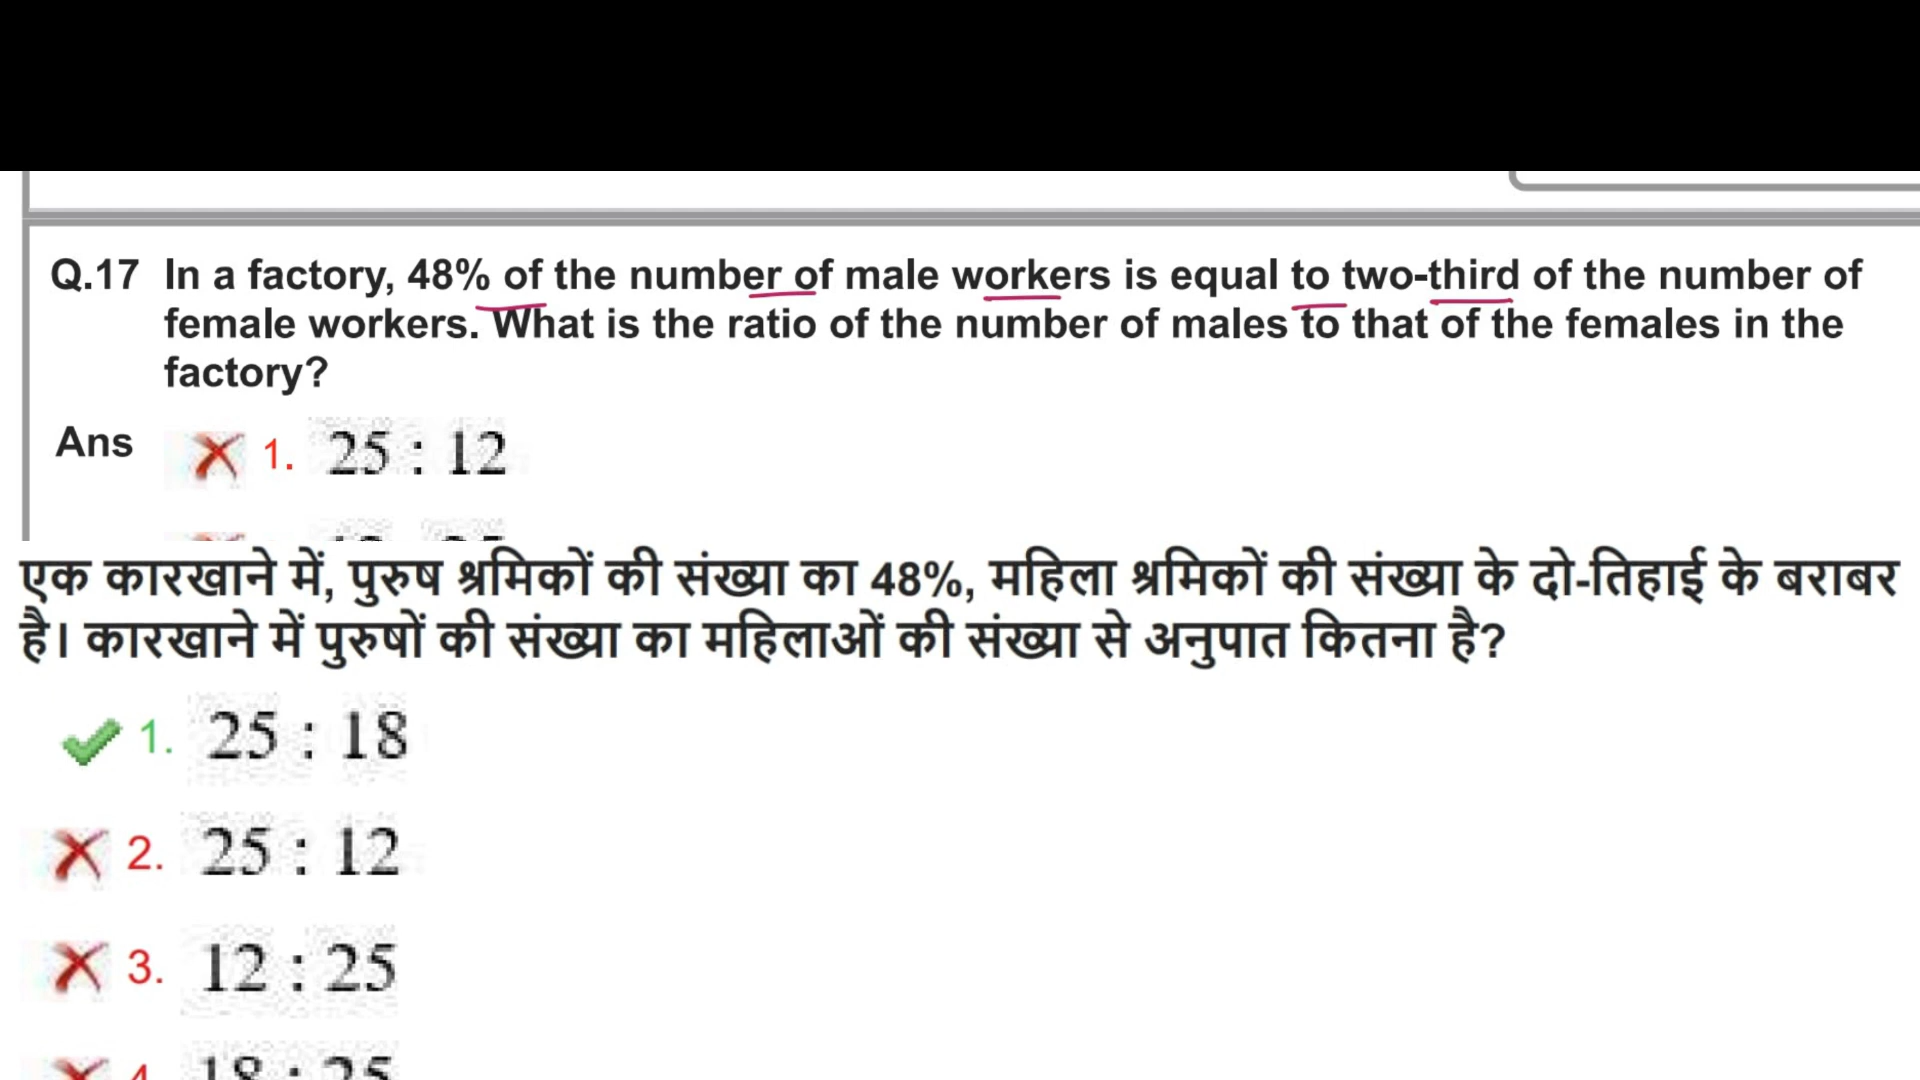 Q.17 In a factory, 48% of the number of male workers is equal to two-third of the number of
female workers. What is the ratio of the number of males to that of the females in the
factory?
Ans 1. 25 : 12
एक कारखाने में, पुरुष श्रमिकों की संख्या का 48%, महिला श्रमिकों की संख्या के दो-तिहाई के बराबर
है। कारखाने में पुरुषों की संख्या का महिलाओं की संख्या से अनुपात कितना है?
1. 25 : 18
2. 25 : 12
3. 12 : 25
4. 18 : 25